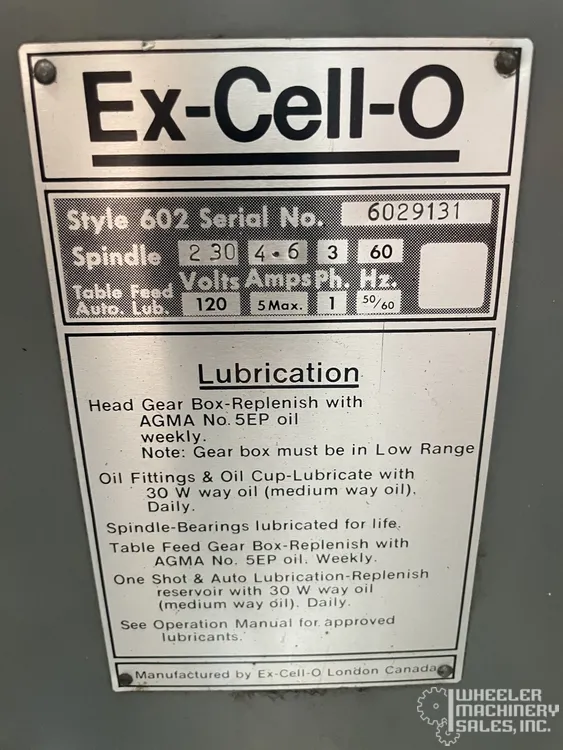 Ex-Cell-O
Style 602 Serial No. 6029131
Spindle 230 4.6 3 60
Volts Amps Ph. Hz.
Table Feed
Auto. Lub. 120 5 Max. 1 50/60
Lubrication
Head Gear Box-Replenish with
AGMA No. 5EP oil
weekly.
Note: Gear box must be in Low Range
Oil Fittings & Oil Cup-Lubricate with
30 W way oil (medium way oil).
Daily.
Spindle-Bearings lubricated for life.
Table Feed Gear Box-Replenish with
AGMA No. 5EP oil. Weekly.
One Shot & Auto Lubrication-Replenish
reservoir with 30 W way oil
(medium way oil). Daily.
See Operation Manual for approved
lubricants.
Manufactured by Ex-Cell-O London Canada
WHEELER
MACHINERY
SALES, INC.